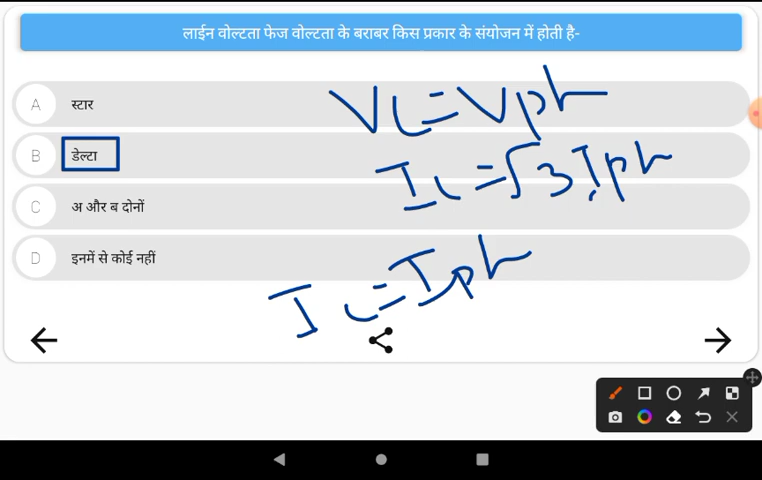 लाईन वोल्टता फेज वोल्टता के बराबर किस प्रकार के संयोजन में होती है-
A स्टार
VL=Vph
B डेल्टा
IL=√3Iph
C अ और ब दोनों
D इनमें से कोई नहीं
IL=Iph